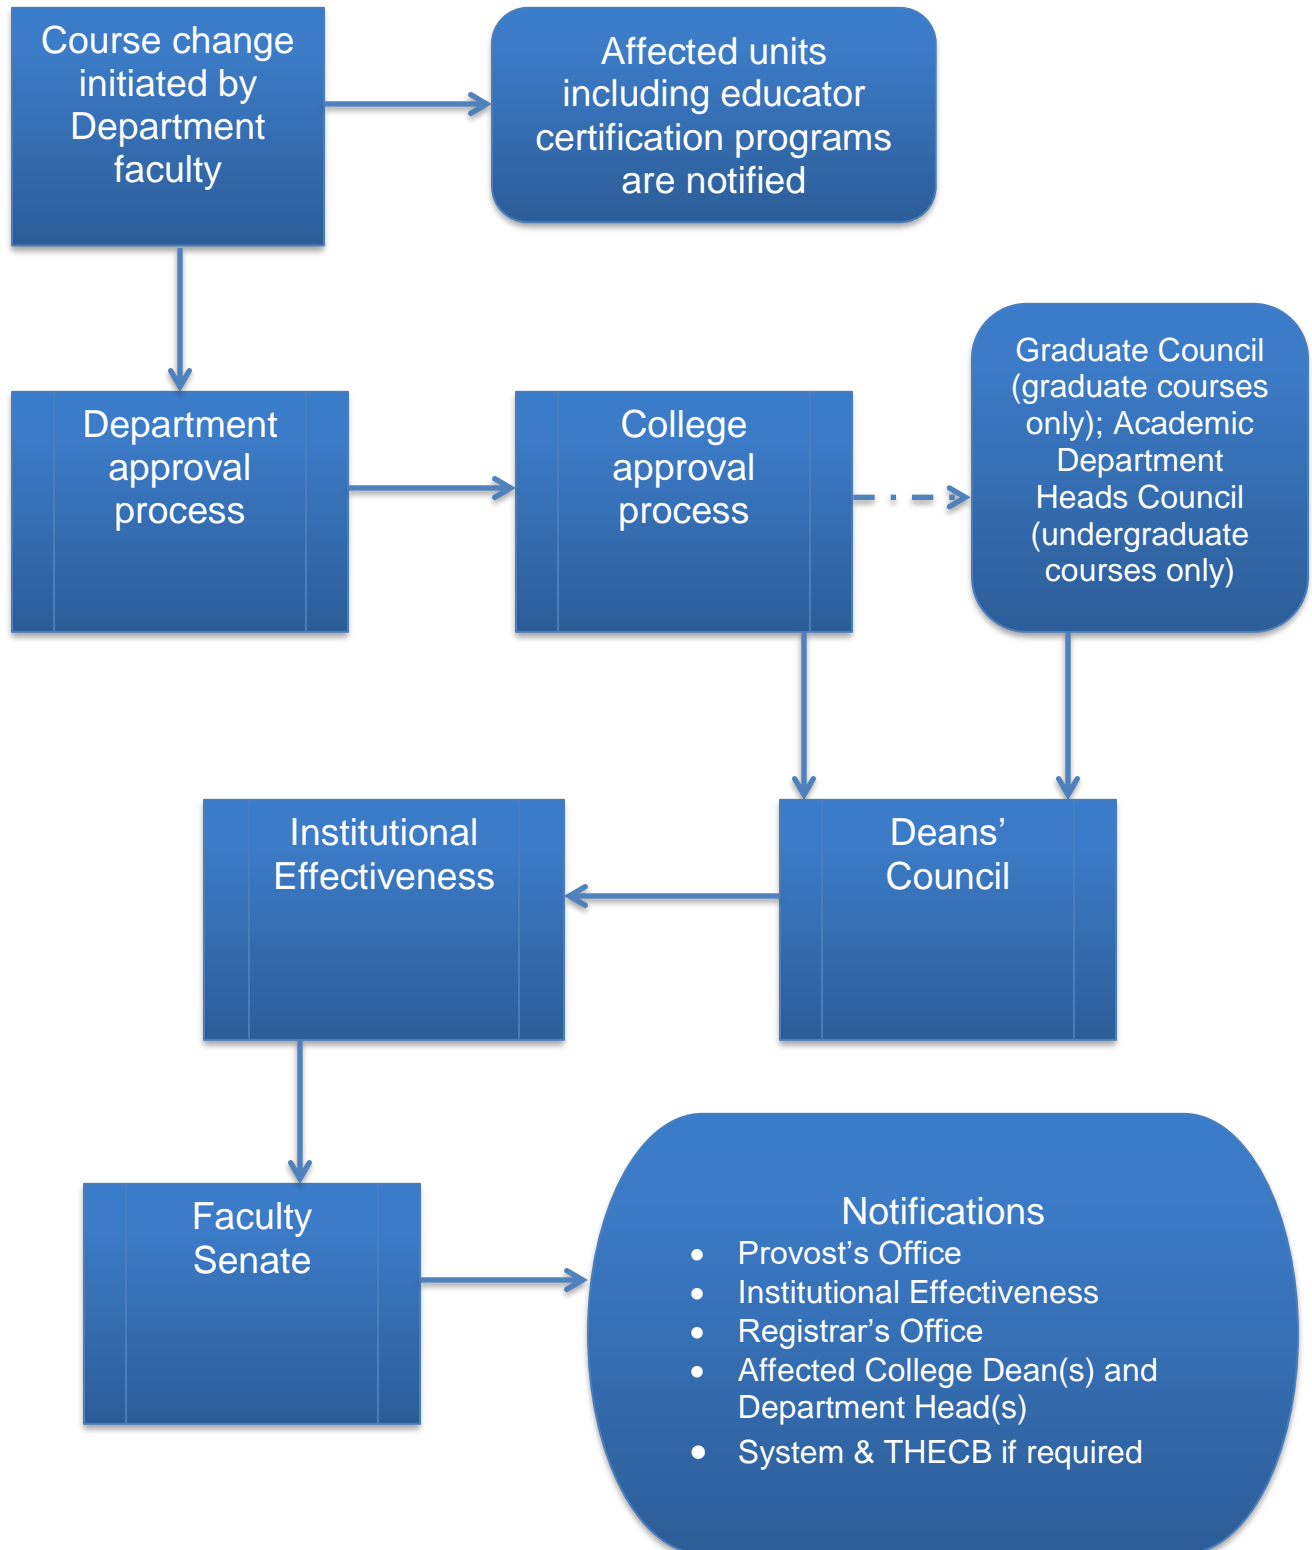 Course change
initiated by
Department
faculty
Affected units
including educator
certification programs
are notified
Department
approval
process
College
approval
process
Graduate Council
(graduate courses
only); Academic
Department
Heads Council
(undergraduate
courses only)
Institutional
Effectiveness
Deans’
Council
Faculty
Senate
Notifications
• Provost’s Office
• Institutional Effectiveness
• Registrar’s Office
• Affected College Dean(s) and
Department Head(s)
• System & THECB if required